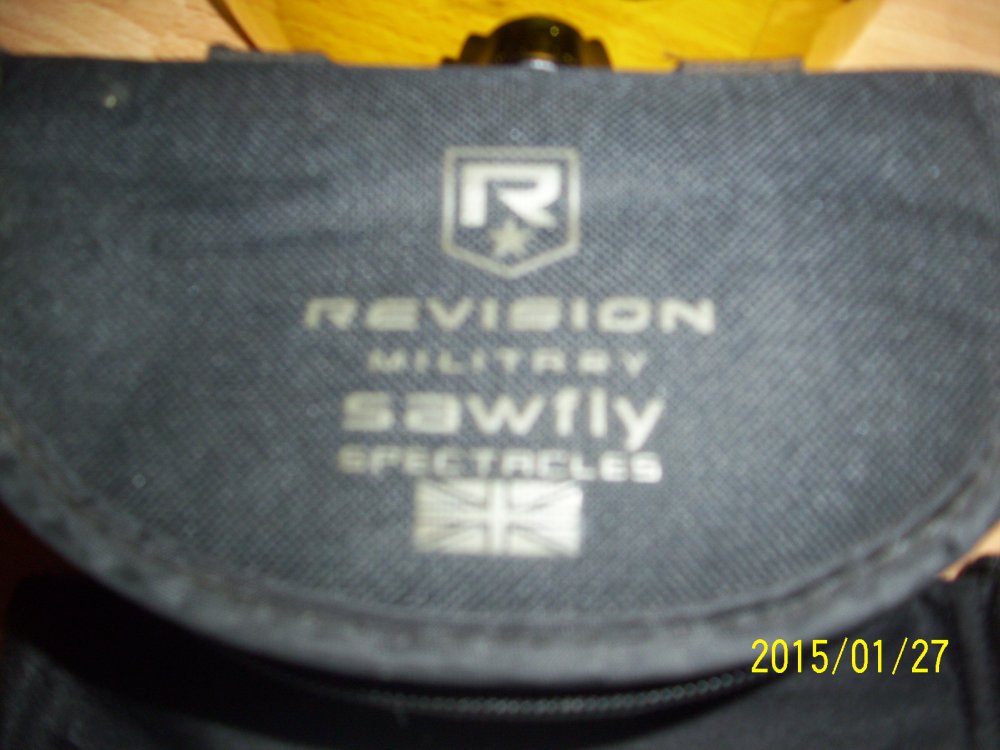 R
REVISION
MILITARY
sawfly
SPECTACLES
2015/01/27